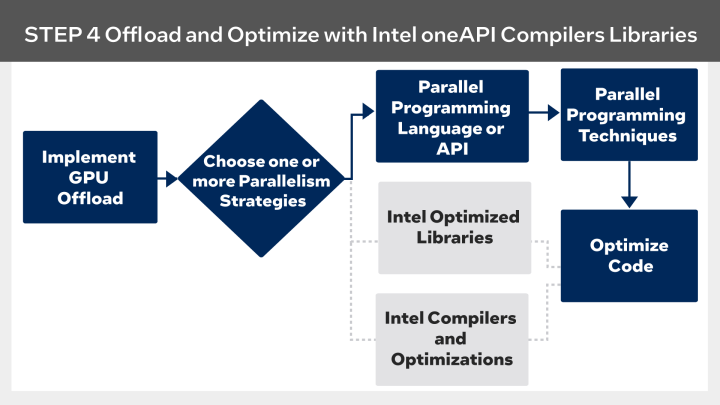 STEP 4 Offload and Optimize with Intel oneAPI Compilers Libraries
Implement
GPU
Offload
Choose one or
more Parallelism
Strategies
Parallel
Programming
Language or
API
Parallel
Programming
Techniques
Intel Optimized
Libraries
Optimize
Code
Intel Compilers
and
Optimizations